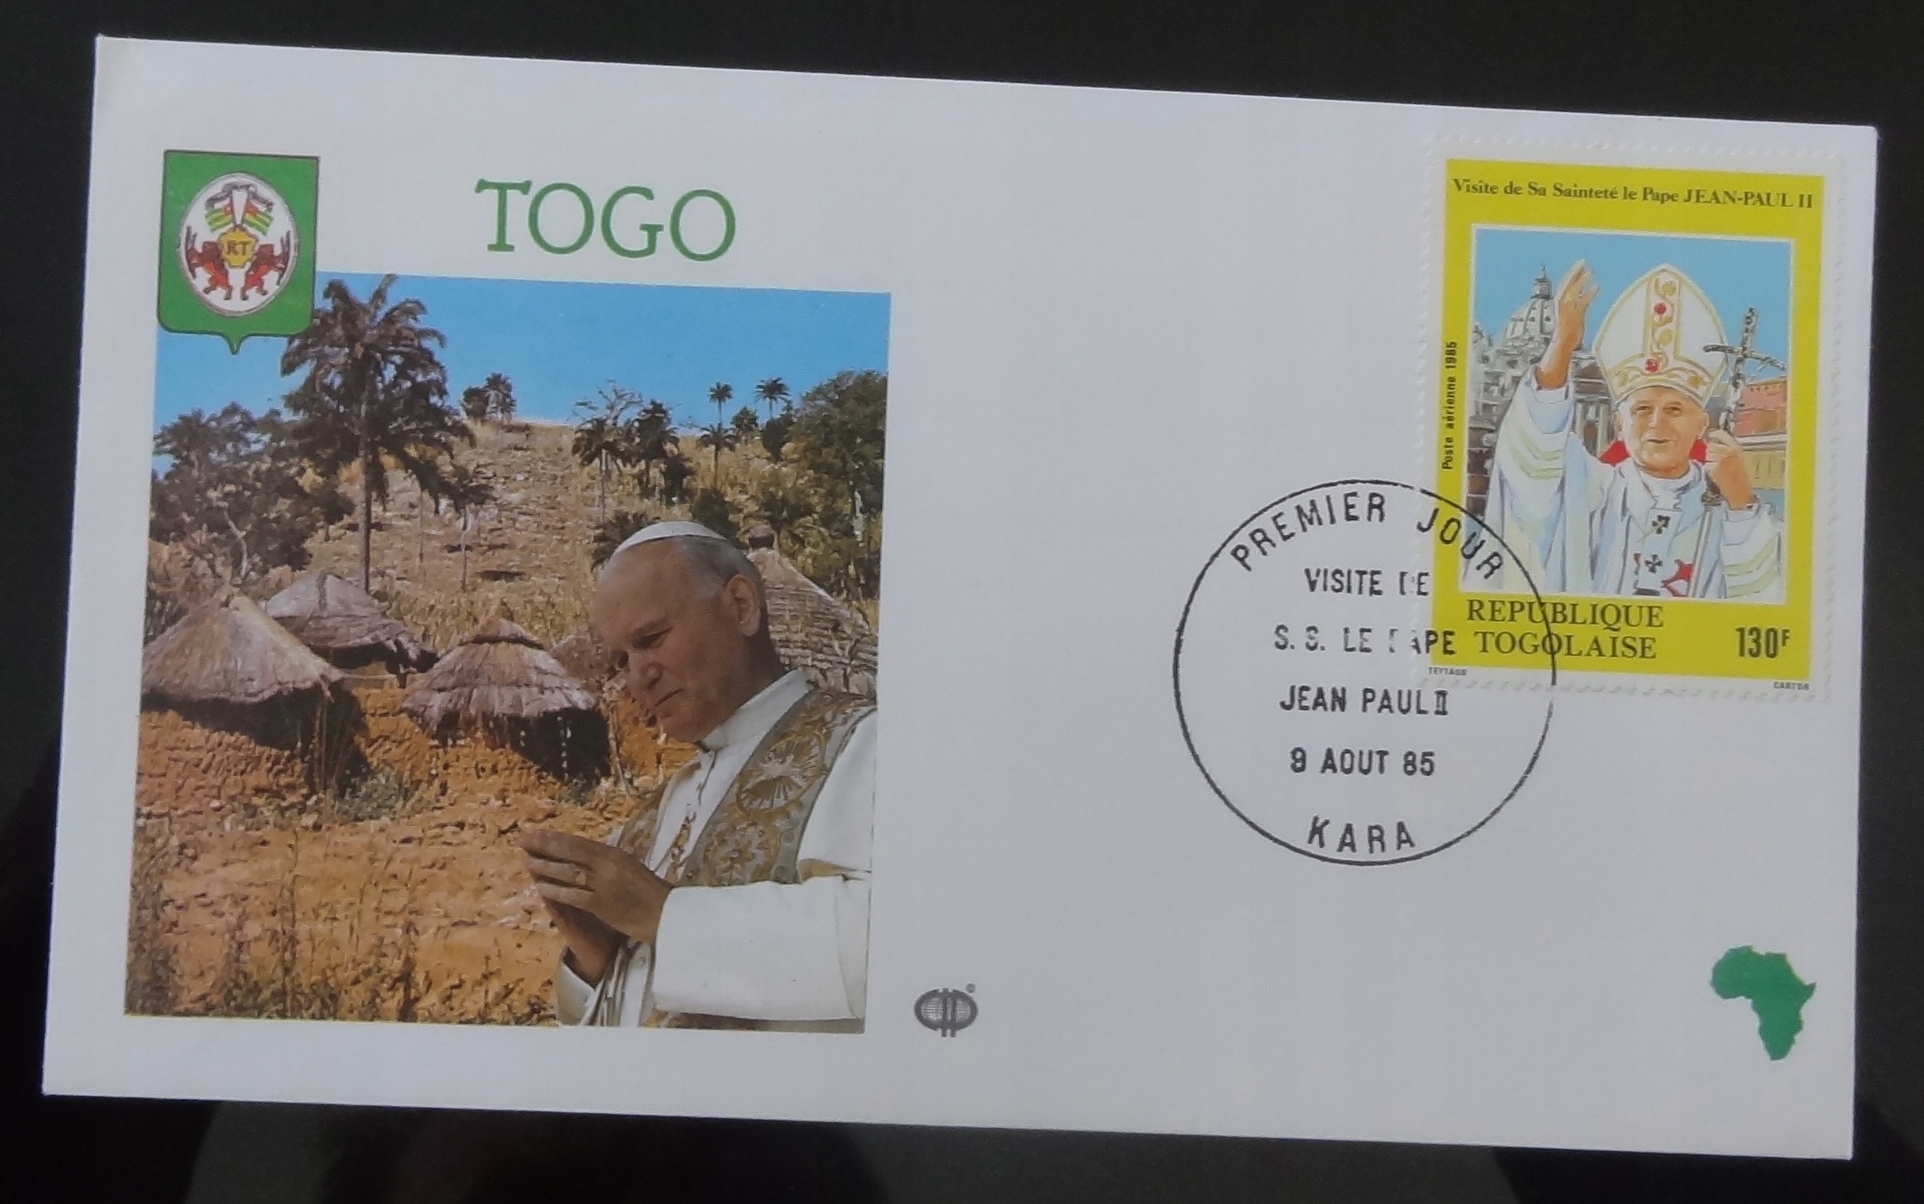 TOGO
RT
Visite de Sa Sainteté le Pape JEAN-PAUL II
Poste aérienne 1985
REPUBLIQUE
TOGOLAISE
130F
CARTOR
PREMIER JOUR
VISITE DE
S. S. LE PAPE
JEAN PAUL II
9 AOUT 85
KARA